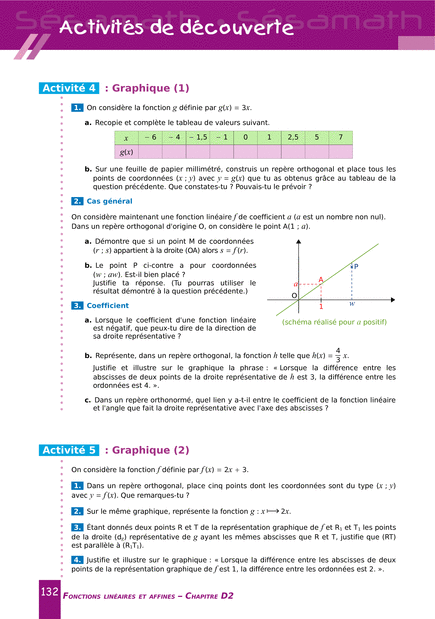 Sésamath - Sésamath
Activités de découverte
Activité 4 : Graphique (1)
1. On considère la fonction g définie par g(x) = 3x.
a. Recopie et complète le tableau de valeurs suivant.
x − 6 − 4 − 1,5 − 1 0 1 2,5 5 7
g(x)
b. Sur une feuille de papier millimétré, construis un repère orthogonal et place tous les
points de coordonnées (x ; y) avec y = g(x) que tu as obtenus grâce au tableau de la
question précédente. Que constates-tu ? Pouvais-tu le prévoir ?
2. Cas général
On considère maintenant une fonction linéaire f de coefficient a (a est un nombre non nul).
Dans un repère orthogonal d'origine O, on considère le point A(1 ; a).
a. Démontre que si un point M de coordonnées
(r ; s) appartient à la droite (OA) alors s = f (r).
b. Le point P ci-contre a pour coordonnées
(w ; aw). Est-il bien placé ?
Justifie ta réponse. (Tu pourras utiliser le
résultat démontré à la question précédente.)
P
A
a
O
1
w
(schéma réalisé pour a positif)
3. Coefficient
a. Lorsque le coefficient d'une fonction linéaire
est négatif, que peux-tu dire de la direction de
sa droite représentative ?
b. Représente, dans un repère orthogonal, la fonction h telle que h(x) = 4/3 x.
Justifie et illustre sur le graphique la phrase : « Lorsque la différence entre les
abscisses de deux points de la droite représentative de h est 3, la différence entre les
ordonnées est 4. ».
c. Dans un repère orthonormé, quel lien y a-t-il entre le coefficient de la fonction linéaire
et l'angle que fait la droite représentative avec l'axe des abscisses ?
Activité 5 : Graphique (2)
On considère la fonction f définie par f (x) = 2x + 3.
1. Dans un repère orthogonal, place cinq points dont les coordonnées sont du type (x ; y)
avec y = f (x). Que remarques-tu ?
2. Sur le même graphique, représente la fonction g : x ⟼ 2x.
3. Étant donnés deux points R et T de la représentation graphique de f et R₁ et T₁ les points
de la droite (d₉) représentative de g ayant les mêmes abscisses que R et T, justifie que (RT)
est parallèle à (R₁T₁).
4. Justifie et illustre sur le graphique : « Lorsque la différence entre les abscisses de deux
points de la représentation graphique de f est 1, la différence entre les ordonnées est 2. ».
132 FONCTIONS LINÉAIRES ET AFFINES – CHAPITRE D2